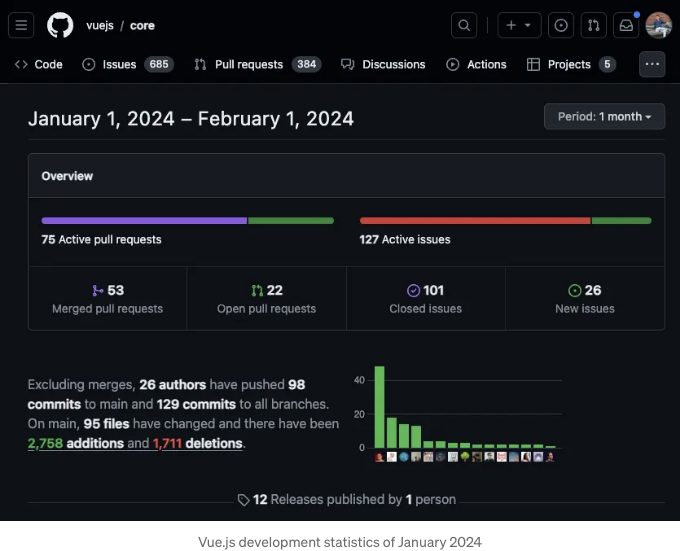 vuejs / core
Code Issues 685 Pull requests 384 Discussions Actions Projects 5 ...
January 1, 2024 – February 1, 2024
Period: 1 month
Overview
75 Active pull requests
127 Active issues
53
Merged pull requests
22
Open pull requests
101
Closed issues
26
New issues
Excluding merges, 26 authors have pushed 98
commits to main and 129 commits to all branches.
On main, 95 files have changed and there have been
2,758 additions and 1,711 deletions.
40
20
0
12 Releases published by 1 person
Vue.js development statistics of January 2024